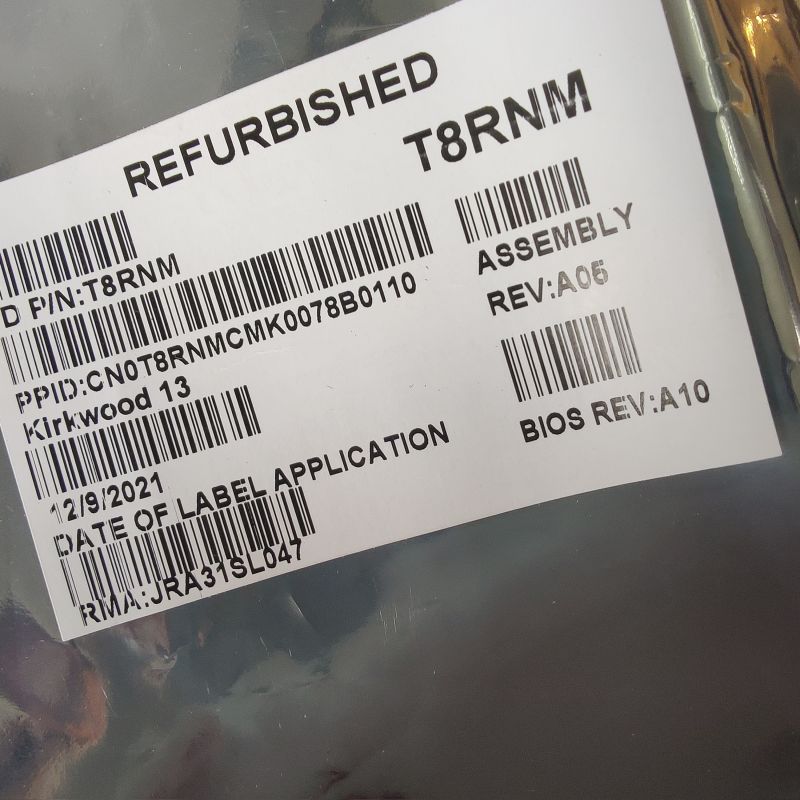 REFURBISHED
T8RNM
D P/N:T8RNM
PPID:CN0T8RNMCMK0078B0110
Kirkwood 13
12/9/2021
DATE OF LABEL APPLICATION
RMA:JRA31SL047
ASSEMBLY
REV:A05
BIOS REV:A10